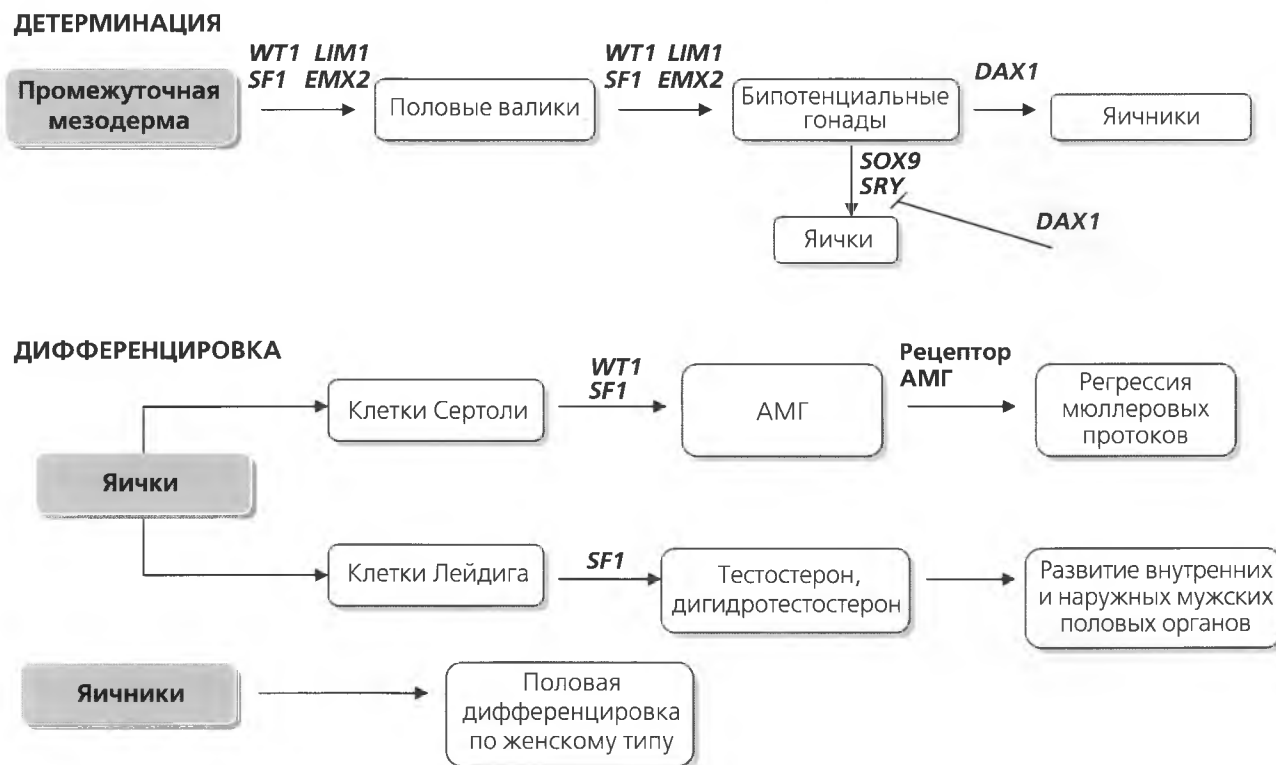 ДЕТЕРМИНАЦИЯ
Промежуточная
мезодерма
WT1 LIM1
SF1 EMX2
Половые валики
WT1 LIM1
SF1 EMX2
Бипотенциальные
гонады
DAX1
Яичники
SOX9
SRY
DAX1
Яички
ДИФФЕРЕНЦИРОВКА
Яички
Клетки Сертоли
WT1
SF1
АМГ
Рецептор
АМГ
Регрессия
мюллеровых
протоков
Клетки Лейдига
SF1
Тестостерон,
дигидротестостерон
Развитие внутренних
и наружных мужских
половых органов
Яичники
Половая
дифференцировка
по женскому типу